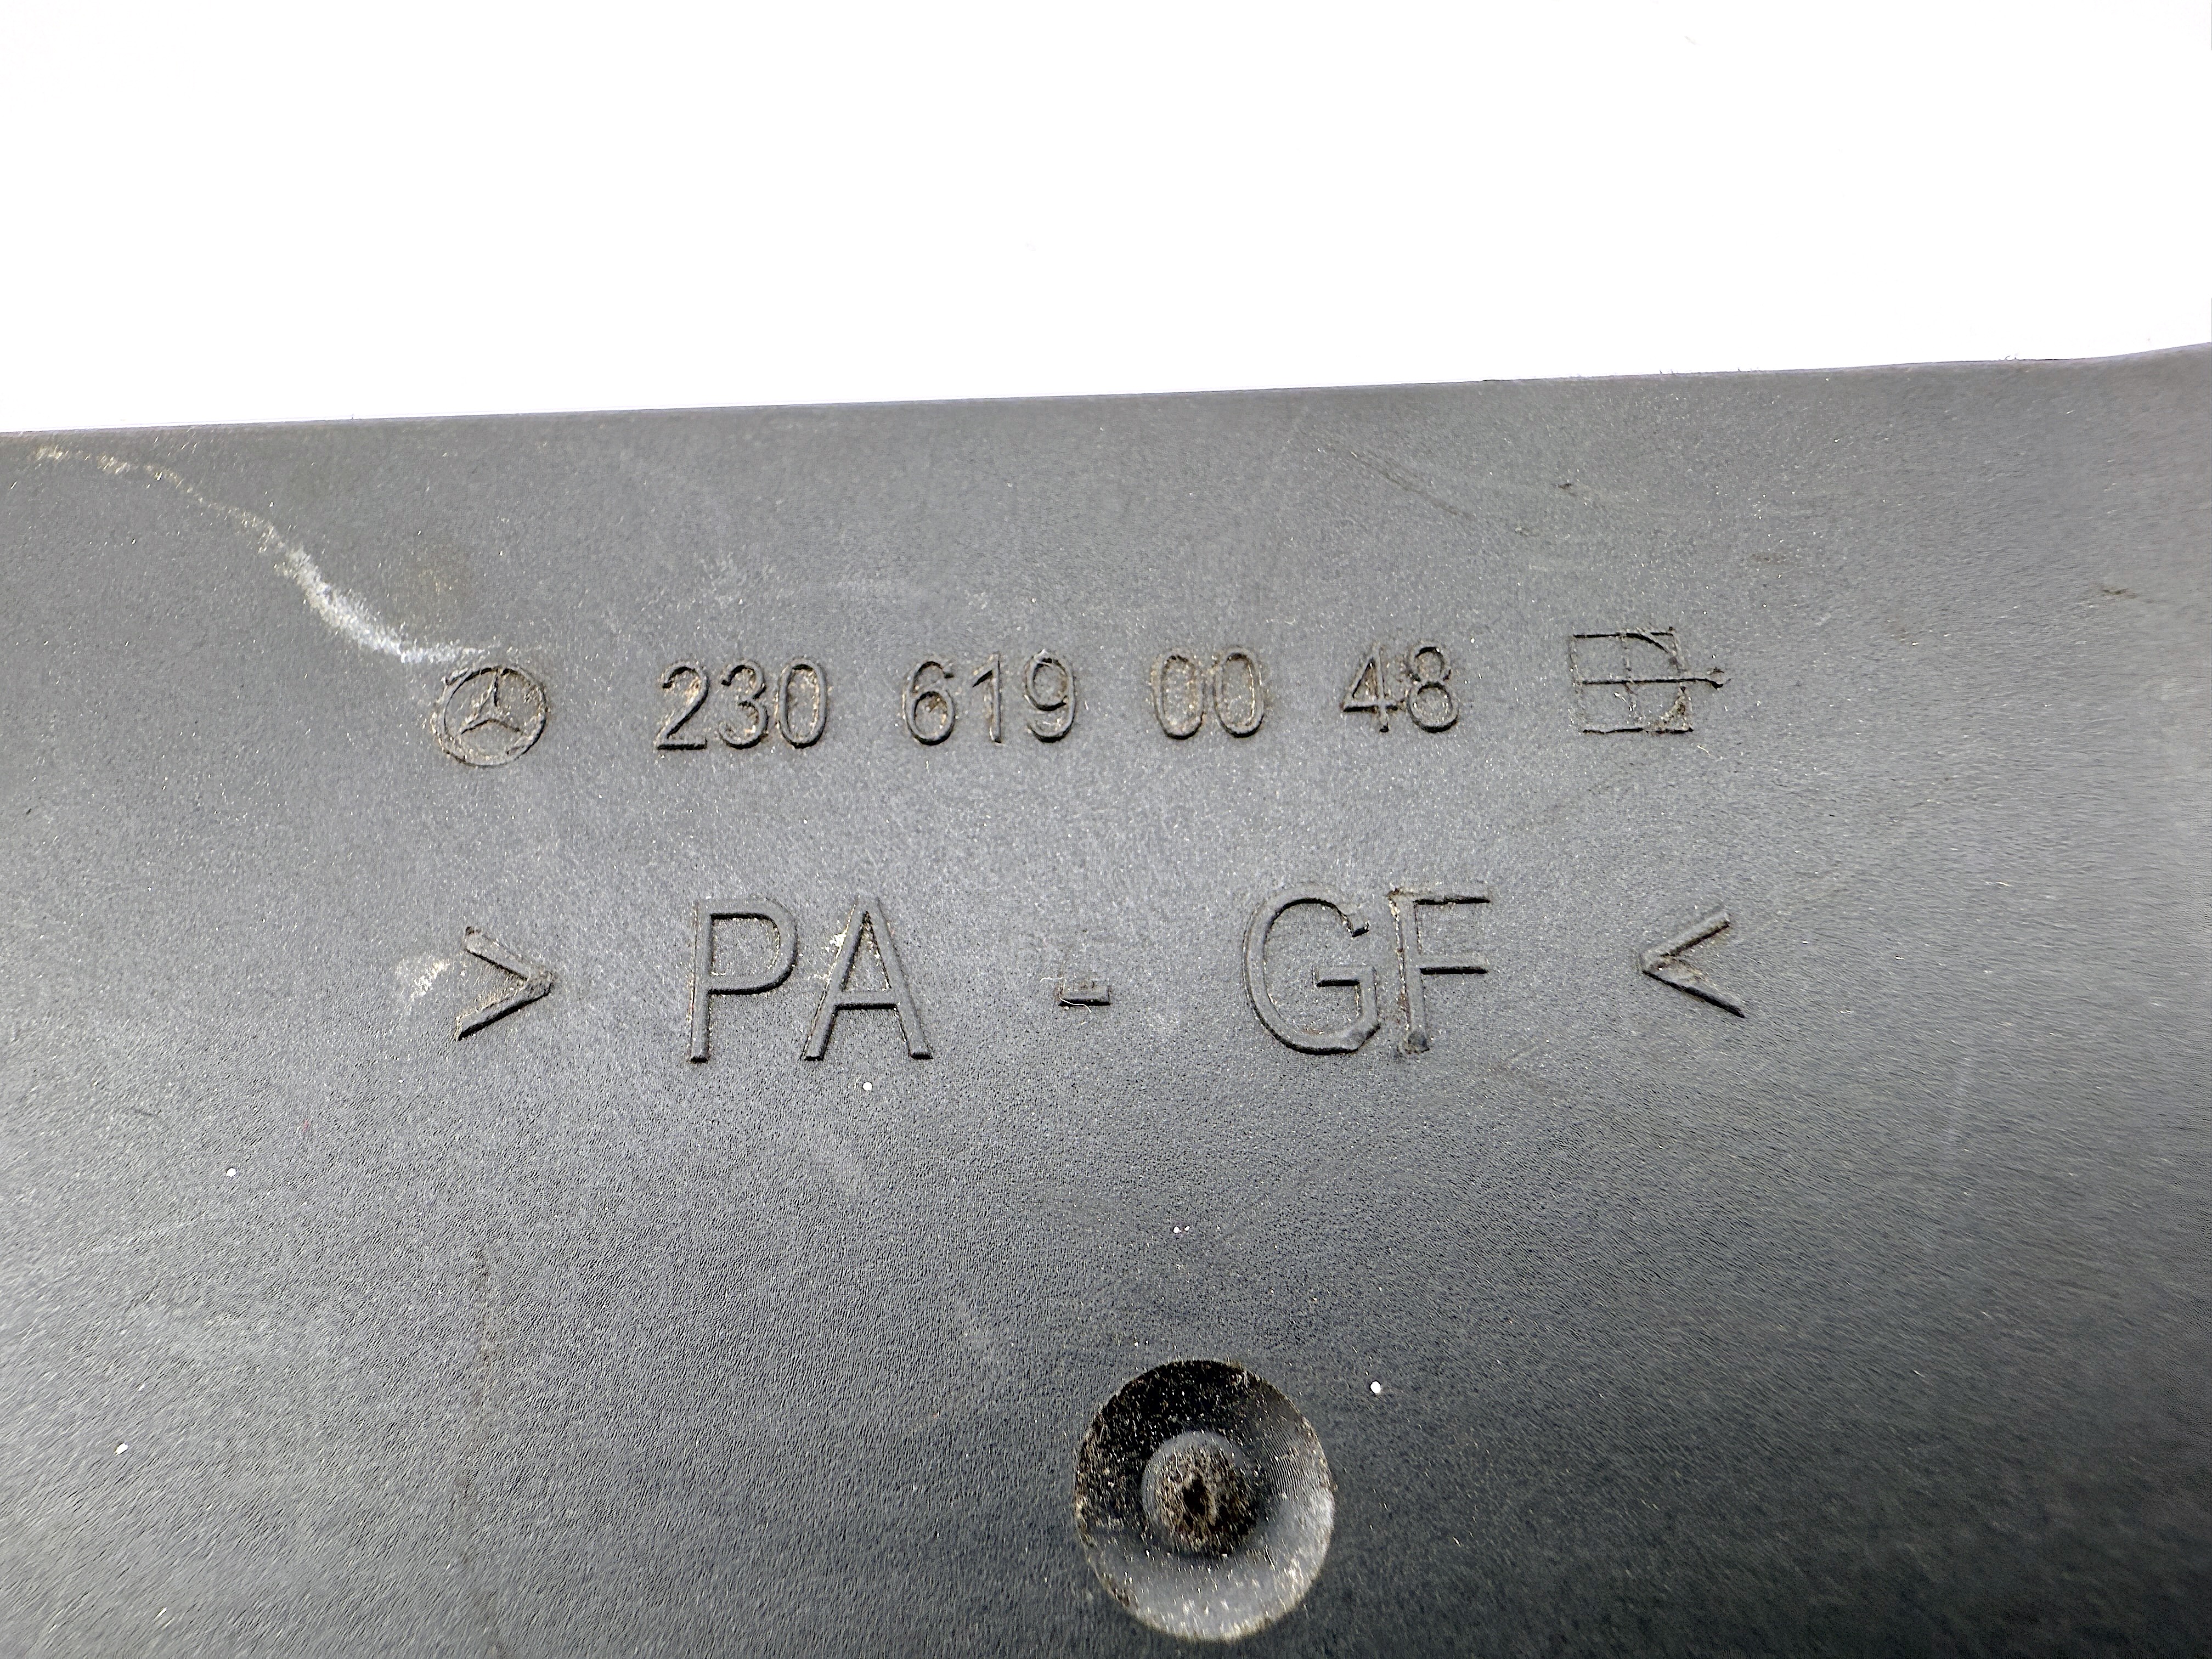 230 619 00 48
> PA - GF <